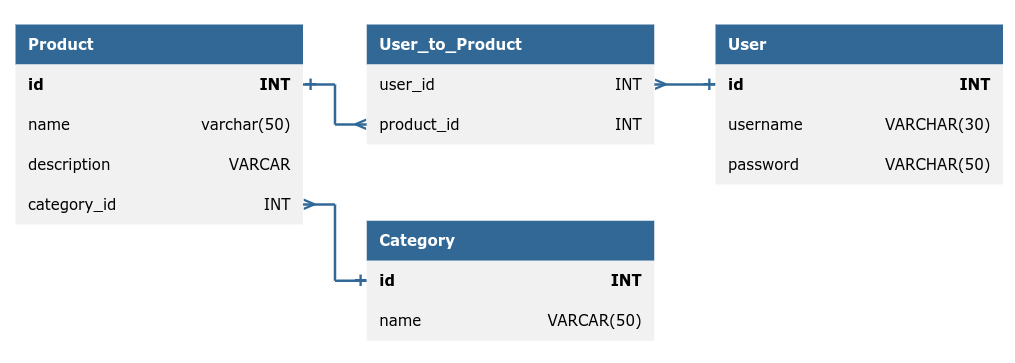 Product
id INT
name varchar(50)
description VARCAR
category_id INT
User_to_Product
user_id INT
product_id INT
User
id INT
username VARCHAR(30)
password VARCHAR(50)
Category
id INT
name VARCAR(50)